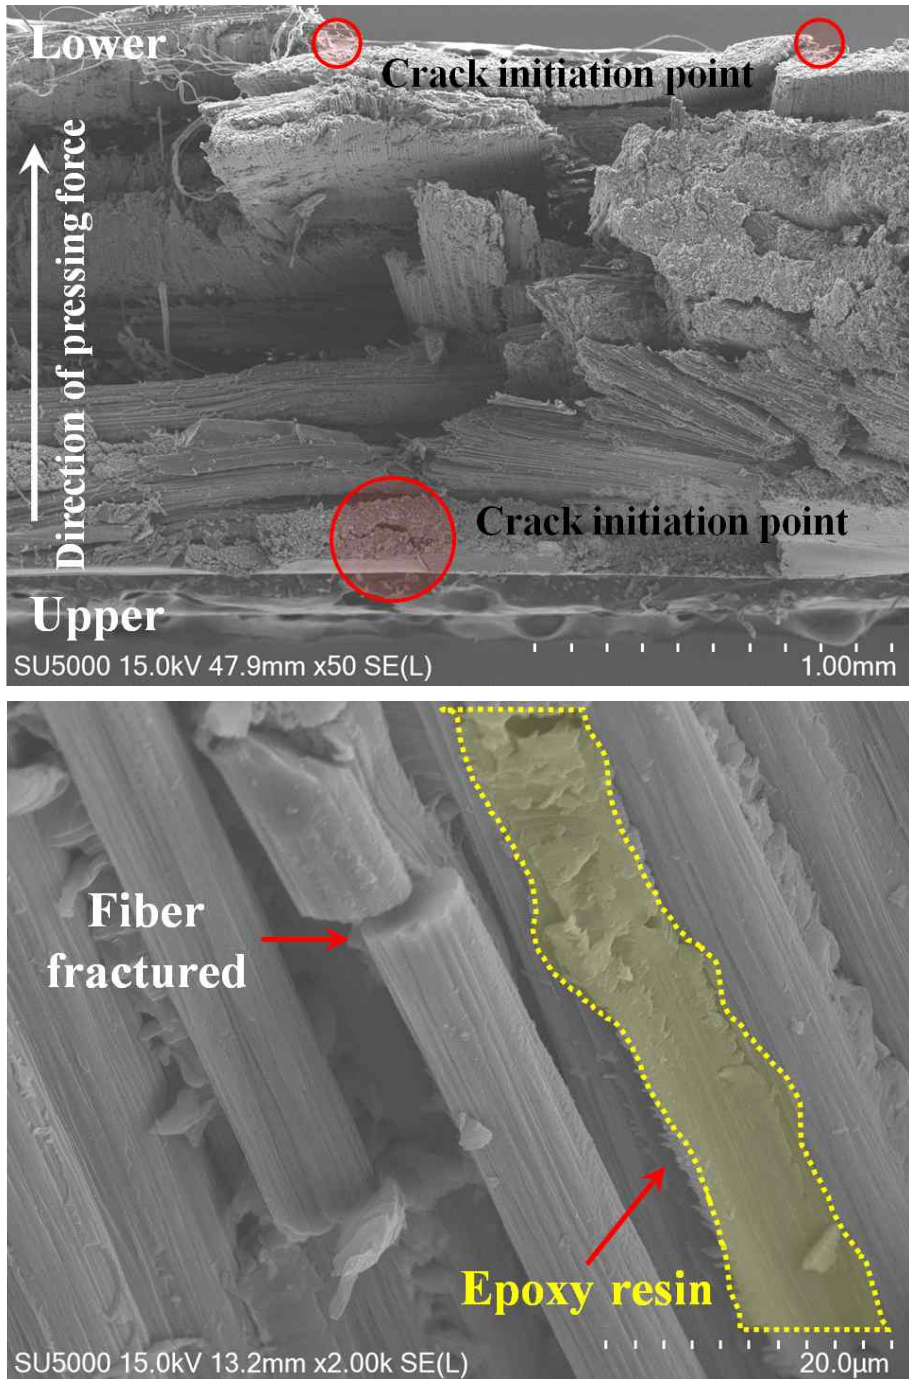 Lower
Crack initiation point
Direction of pressing force
Crack initiation point
Upper
SU5000 15.0kV 47.9mm x50 SE(L)
1.00mm
Fiber
fractured
Epoxy resin
SU5000 15.0kV 13.2mm x2.00k SE(L)
20.0µm